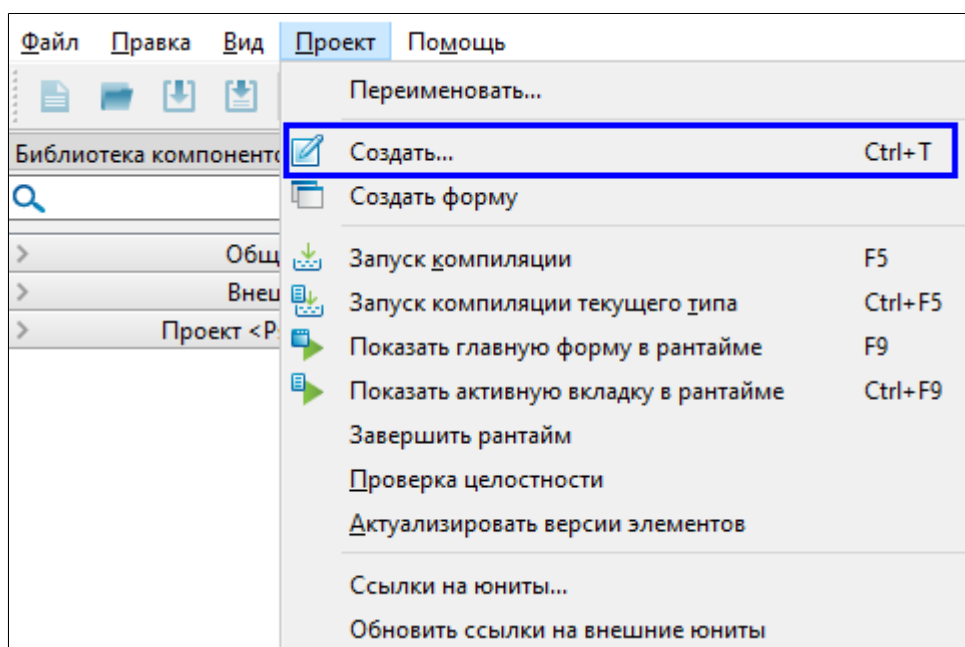 Файл Правка Вид Проект Помощь
Переименовать...
Библиотека
Создать... Ctrl+T
Создать форму
Запуск компиляции F5
Запуск компиляции текущего типа Ctrl+F5
Проект
Показать главную форму в рантайме F9
Показать активную вкладку в рантайме Ctrl+F9
Завершить рантайм
Проверка целостности
Актуализировать версии элементов
Ссылки на юниты...
Обновить ссылки на внешние юниты